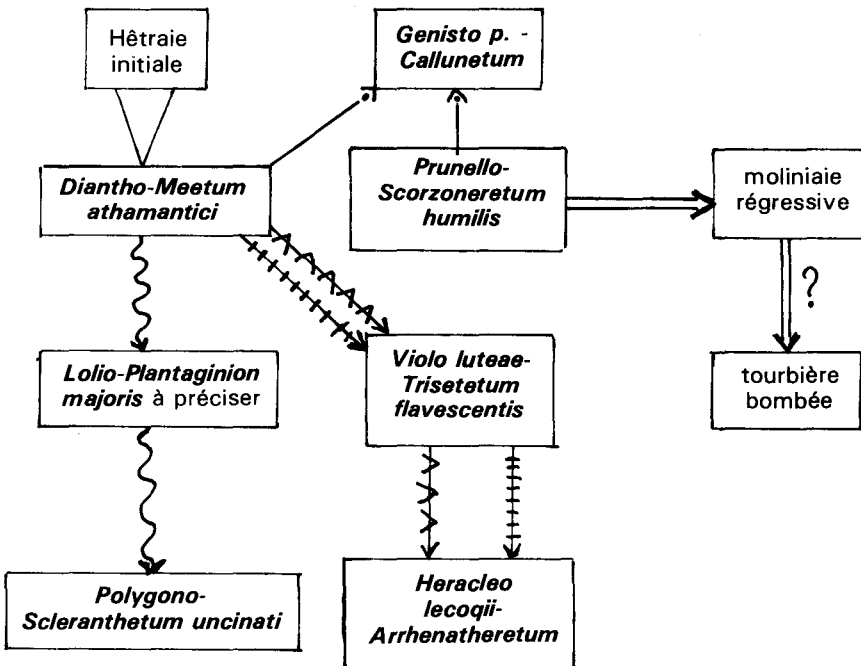 Hêtraie
initiale
Genisto p. -
Callunetum
Diantho-Meetum
athamantici
Prunello-
Scorzoneretum
humilis
moliniaie
régressive
?
Lolio-Plantaginion
majoris à préciser
Violo luteae-
Trisetetum
flavescentis
tourbière
bombée
Polygono-
Scleranthetum uncinati
Heracleo
lecoqii-
Arrhenatheretum